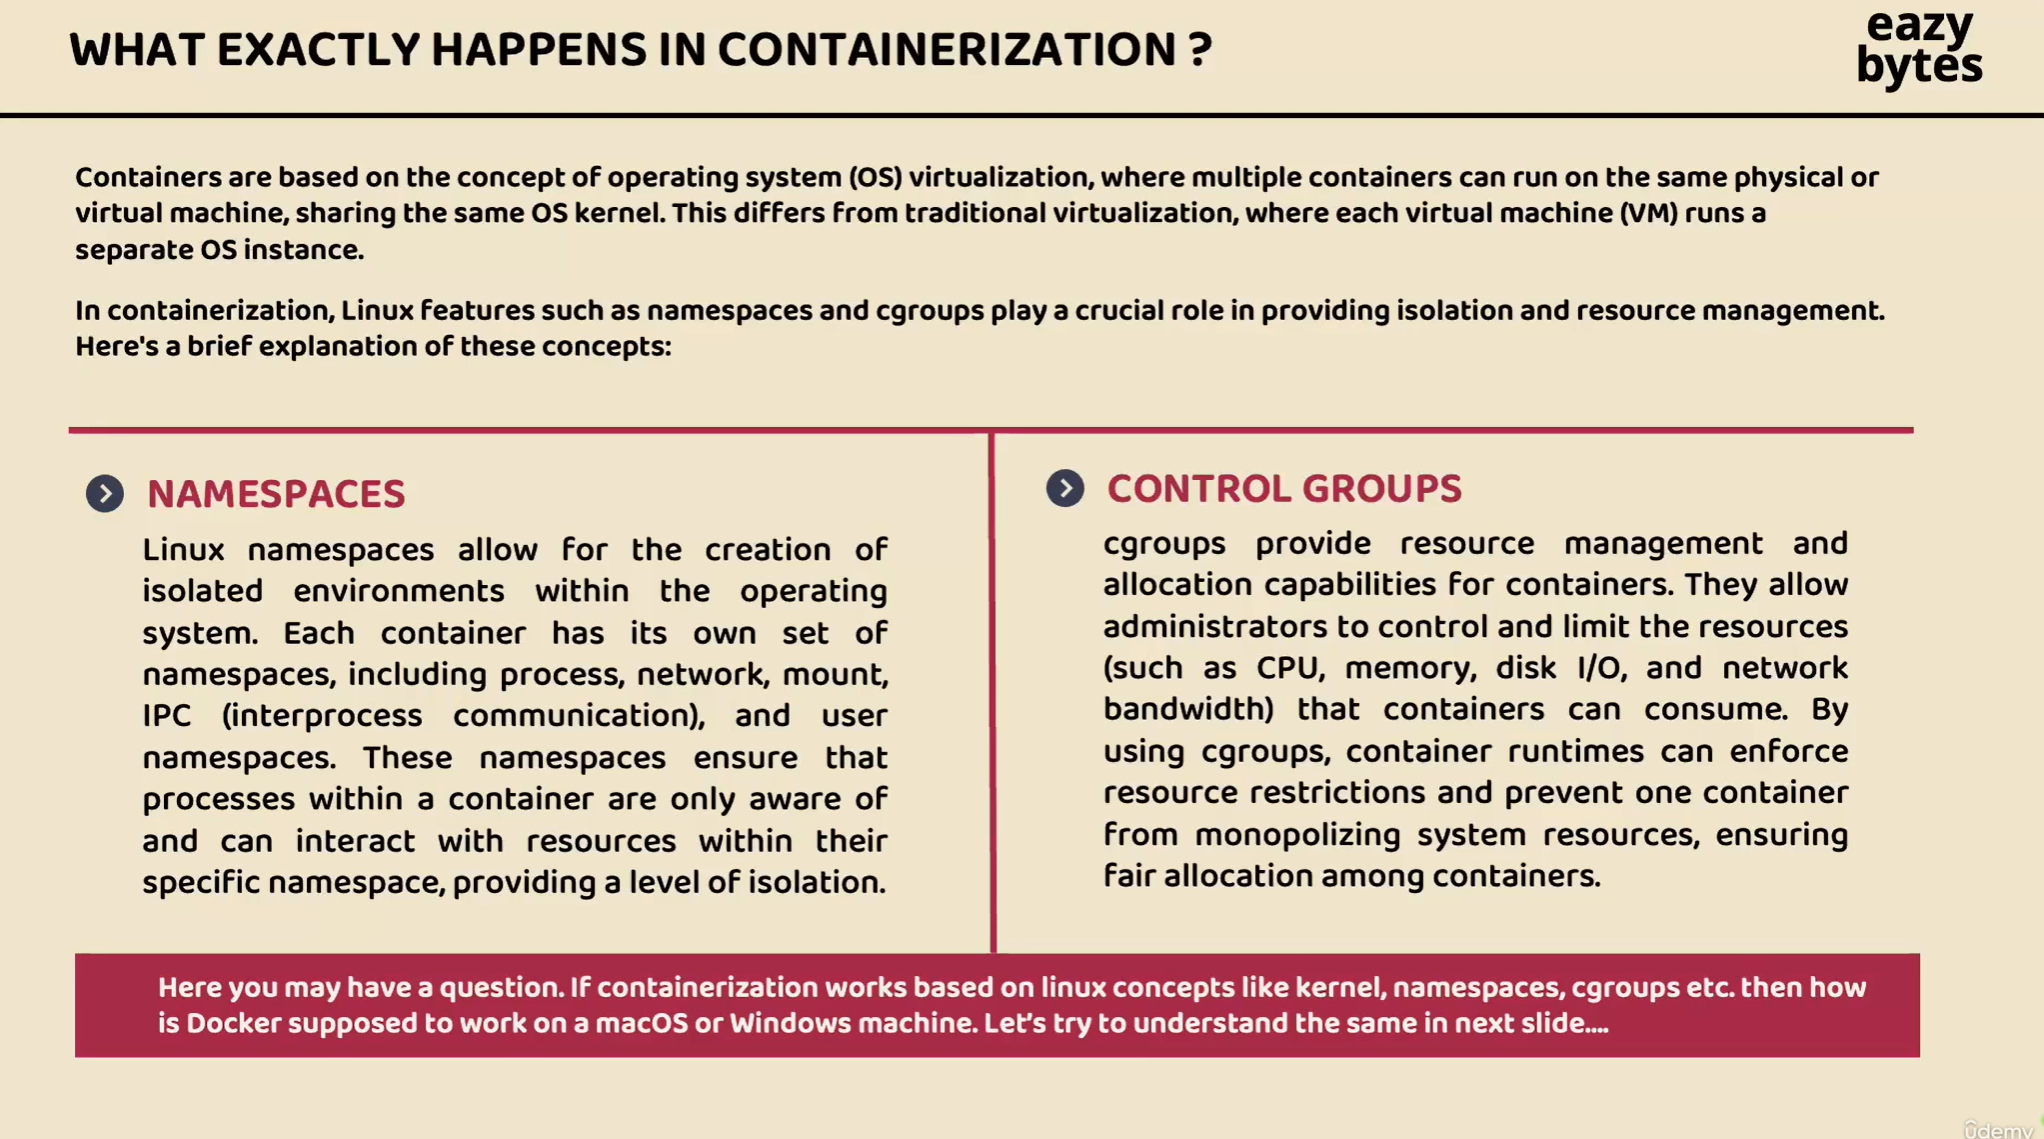 WHAT EXACTLY HAPPENS IN CONTAINERIZATION ?
eazy
bytes
Containers are based on the concept of operating system (OS) virtualization, where multiple containers can run on the same physical or
virtual machine, sharing the same OS kernel. This differs from traditional virtualization, where each virtual machine (VM) runs a
separate OS instance.
In containerization, Linux features such as namespaces and cgroups play a crucial role in providing isolation and resource management.
Here's a brief explanation of these concepts:
NAMESPACES
Linux namespaces allow for the creation of
isolated environments within the operating
system. Each container has its own set of
namespaces, including process, network, mount,
IPC (interprocess communication), and user
namespaces. These namespaces ensure that
processes within a container are only aware of
and can interact with resources within their
specific namespace, providing a level of isolation.
CONTROL GROUPS
cgroups provide resource management and
allocation capabilities for containers. They allow
administrators to control and limit the resources
(such as CPU, memory, disk I/O, and network
bandwidth) that containers can consume. By
using cgroups, container runtimes can enforce
resource restrictions and prevent one container
from monopolizing system resources, ensuring
fair allocation among containers.
Here you may have a question. If containerization works based on linux concepts like kernel, namespaces, cgroups etc. then how
is Docker supposed to work on a macOS or Windows machine. Let's try to understand the same in next slide....
udemy